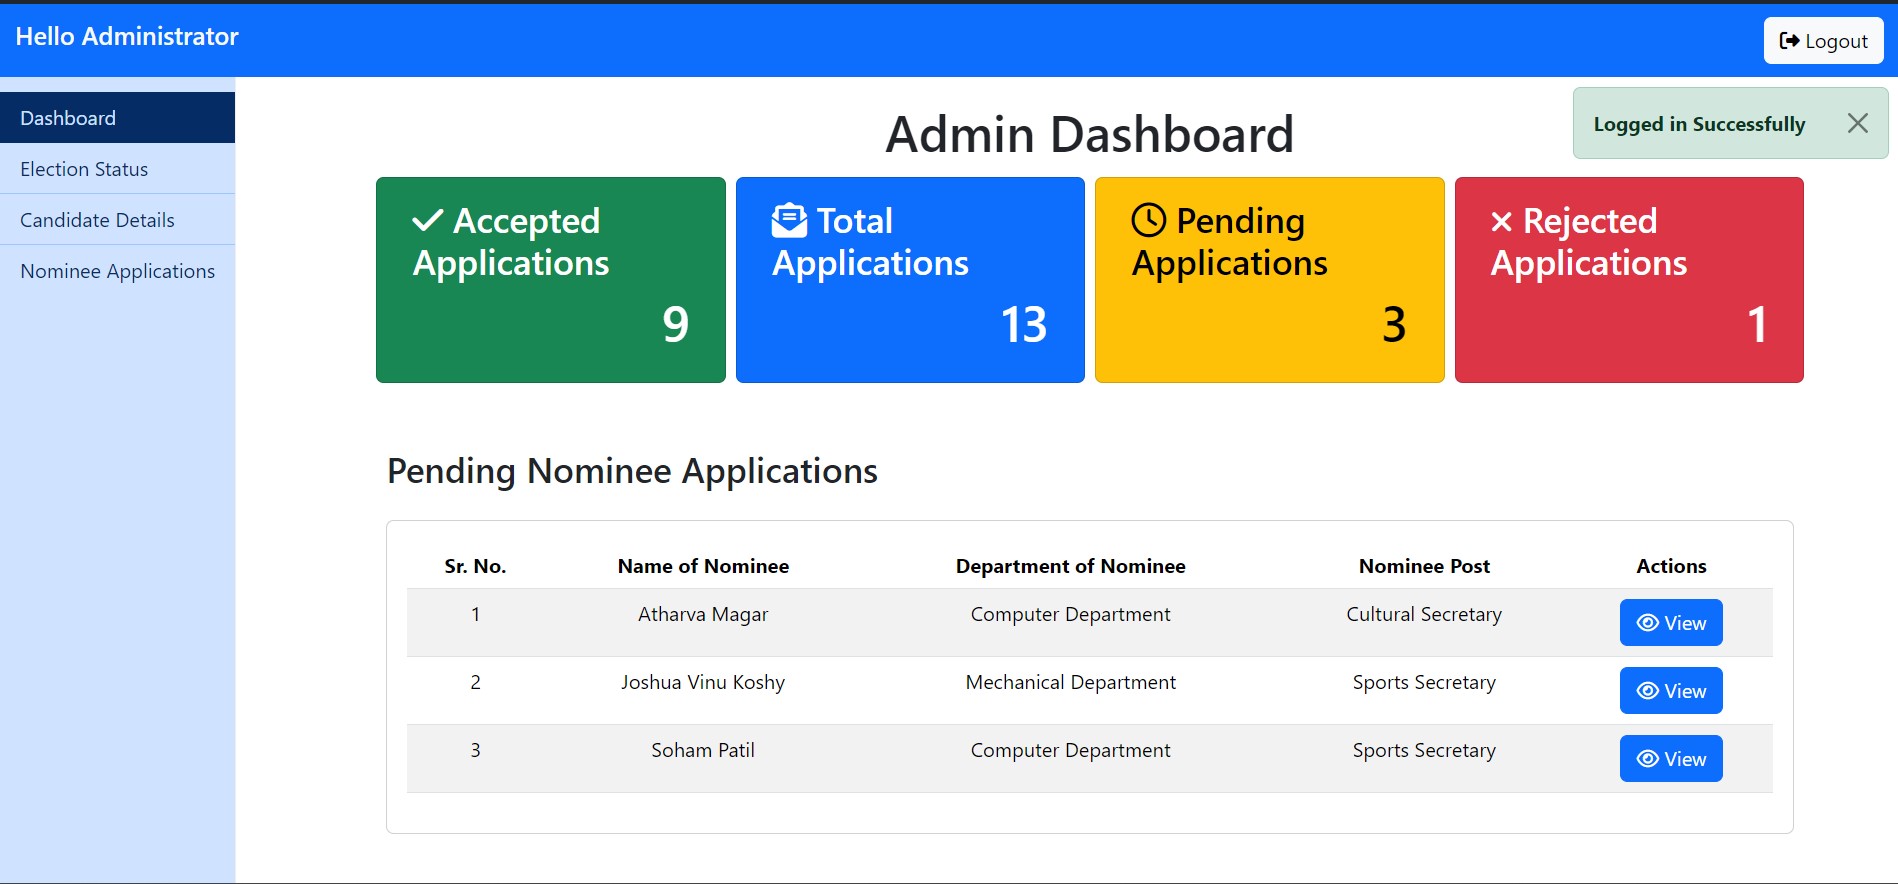 Hello Administrator
Logout
Dashboard
Election Status
Candidate Details
Nominee Applications
Admin Dashboard
Logged in Successfully
Accepted
Applications
9
Total
Applications
13
Pending
Applications
3
Rejected
Applications
1
Pending Nominee Applications
Sr. No. Name of Nominee Department of Nominee Nominee Post Actions
1 Atharva Magar Computer Department Cultural Secretary View
2 Joshua Vinu Koshy Mechanical Department Sports Secretary View
3 Soham Patil Computer Department Sports Secretary View